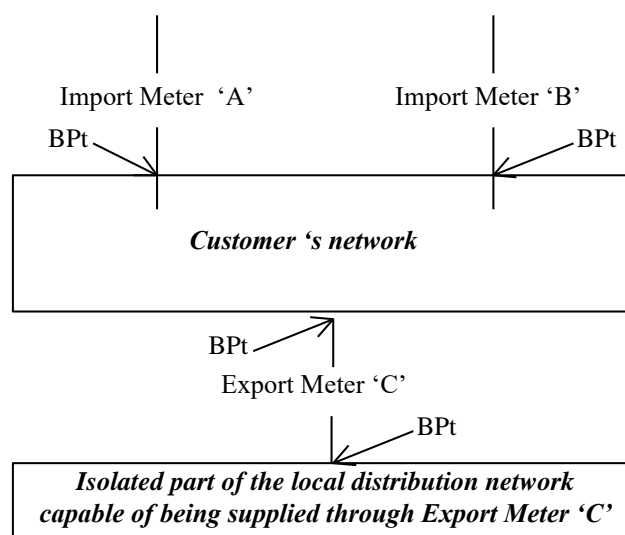 Import Meter ‘A’
Import Meter ‘B’
BPt
BPt
Customer ‘s network
BPt
Export Meter ‘C’
BPt
Isolated part of the local distribution network
capable of being supplied through Export Meter ‘C’